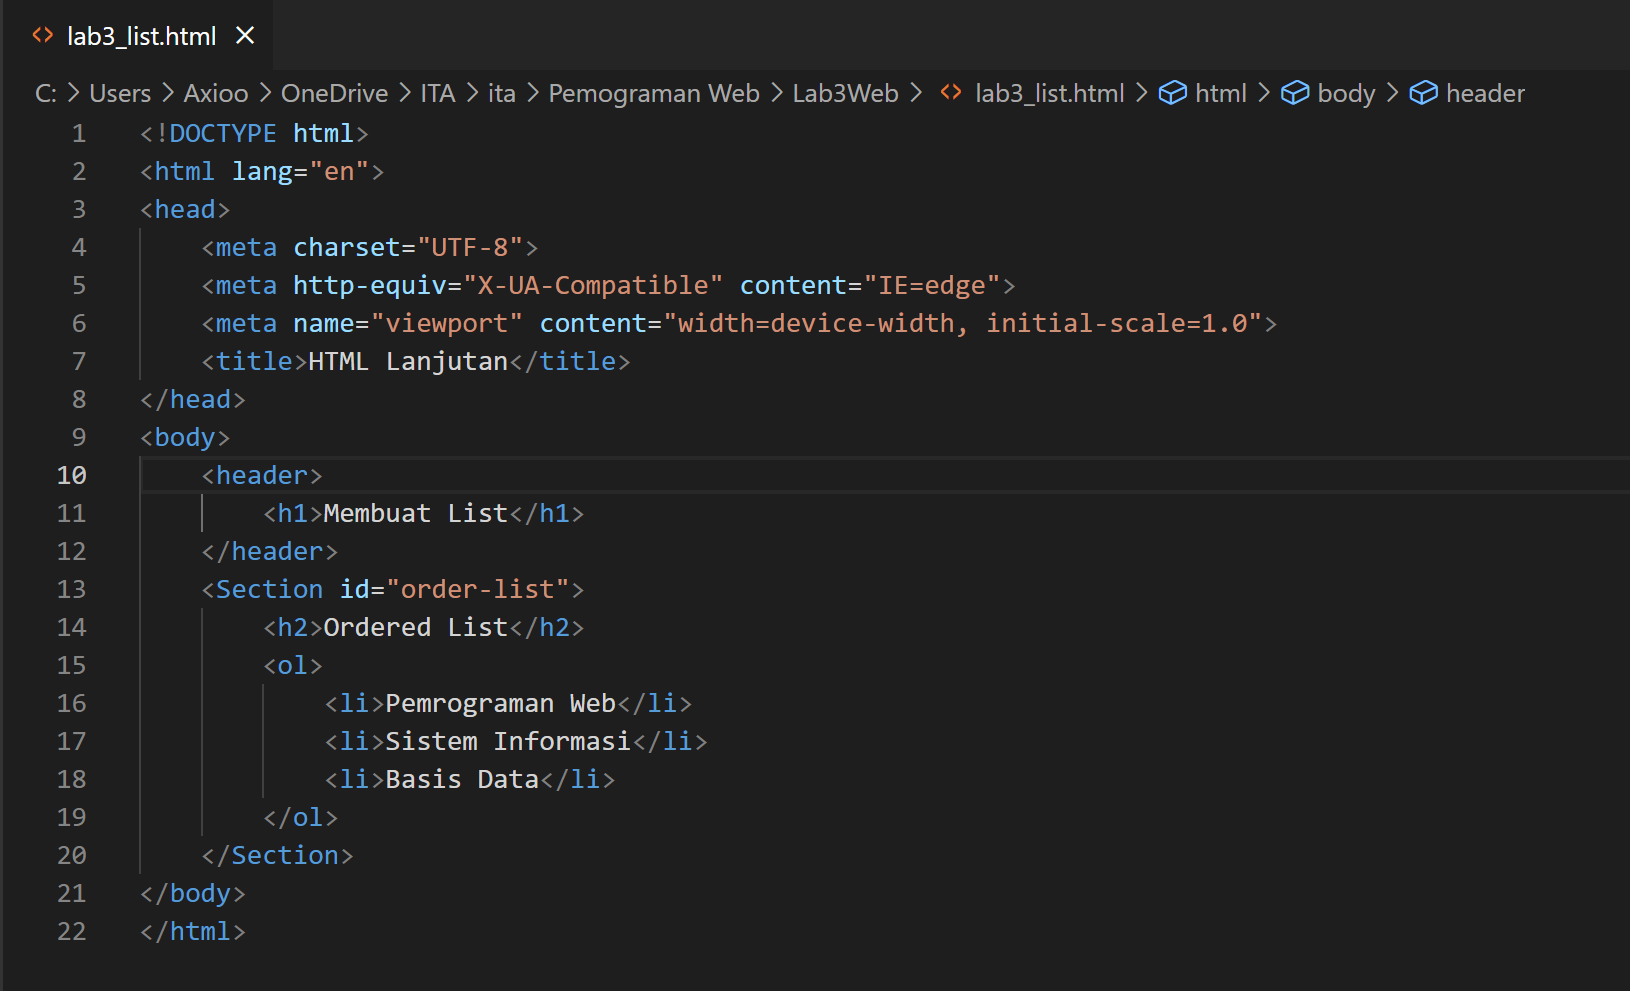 lab3_list.html
C: > Users > Axioo > OneDrive > ITA > ita > Pemograman Web > Lab3Web > lab3_list.html > html > body > header
1 <!DOCTYPE html>
2 <html lang="en">
3 <head>
4     <meta charset="UTF-8">
5     <meta http-equiv="X-UA-Compatible" content="IE=edge">
6     <meta name="viewport" content="width=device-width, initial-scale=1.0">
7     <title>HTML Lanjutan</title>
8 </head>
9 <body>
10     <header>
11         <h1>Membuat List</h1>
12     </header>
13     <Section id="order-list">
14         <h2>Ordered List</h2>
15         <ol>
16             <li>Pemrograman Web</li>
17             <li>Sistem Informasi</li>
18             <li>Basis Data</li>
19         </ol>
20     </Section>
21 </body>
22 </html>